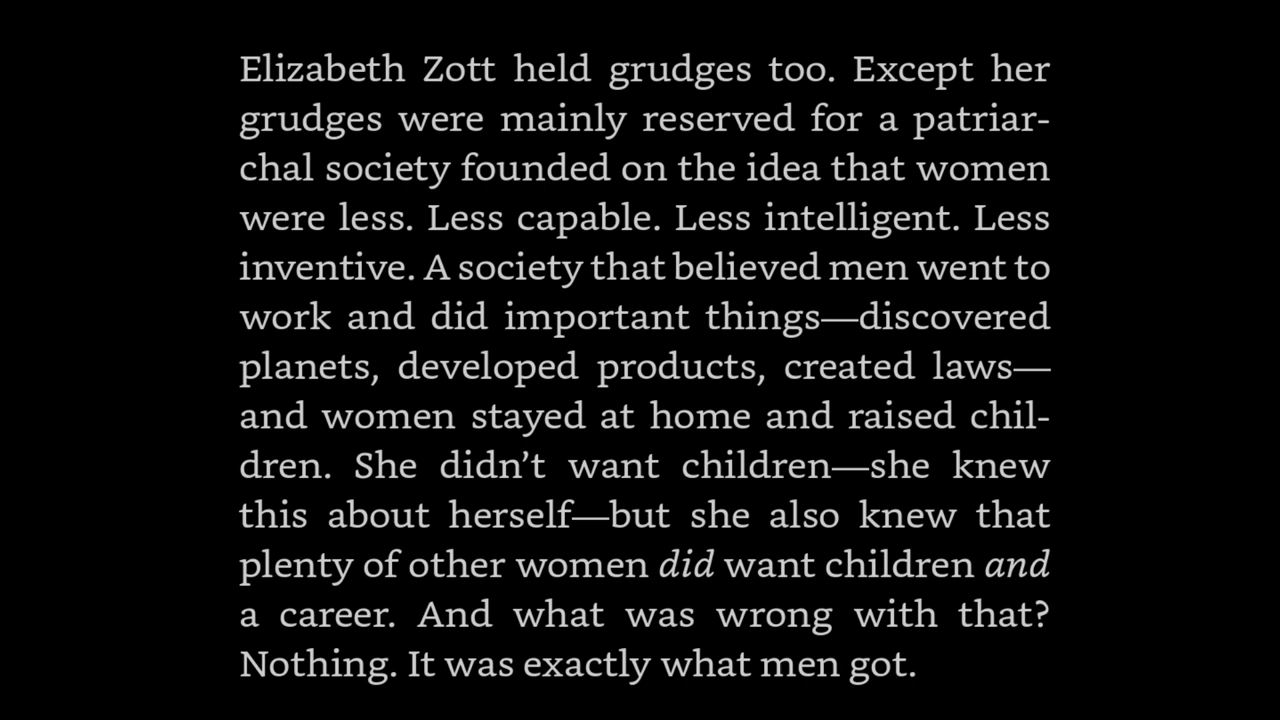 Elizabeth Zott held grudges too. Except her
grudges were mainly reserved for a patriar-
chal society founded on the idea that women
were less. Less capable. Less intelligent. Less
inventive. A society that believed men went to
work and did important things—discovered
planets, developed products, created laws—
and women stayed at home and raised chil-
dren. She didn’t want children—she knew
this about herself—but she also knew that
plenty of other women did want children and
a career. And what was wrong with that?
Nothing. It was exactly what men got.